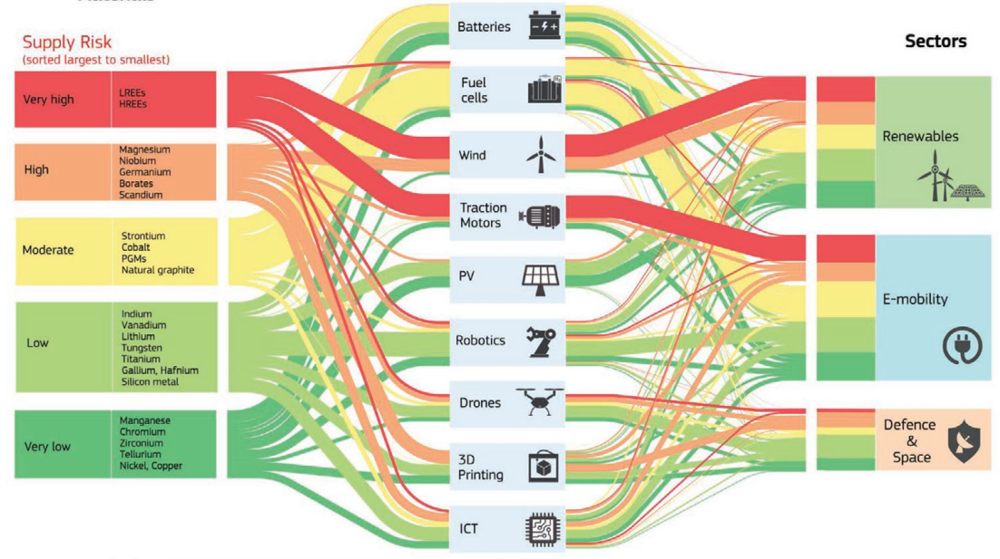 Supply Risk
(sorted largest to smallest)
Very high
LREEs
HREEs
High
Magnesium
Niobium
Germanium
Borates
Scandium
Moderate
Strontium
Cobalt
PGMs
Natural graphite
Low
Indium
Vanadium
Lithium
Tungsten
Titanium
Gallium, Hafnium
Silicon metal
Very low
Manganese
Chromium
Zirconium
Tellurium
Nickel, Copper
Batteries
Fuel
cells
Wind
Traction
Motors
PV
Robotics
Drones
3D
Printing
ICT
Sectors
Renewables
E-mobility
Defence
&
Space